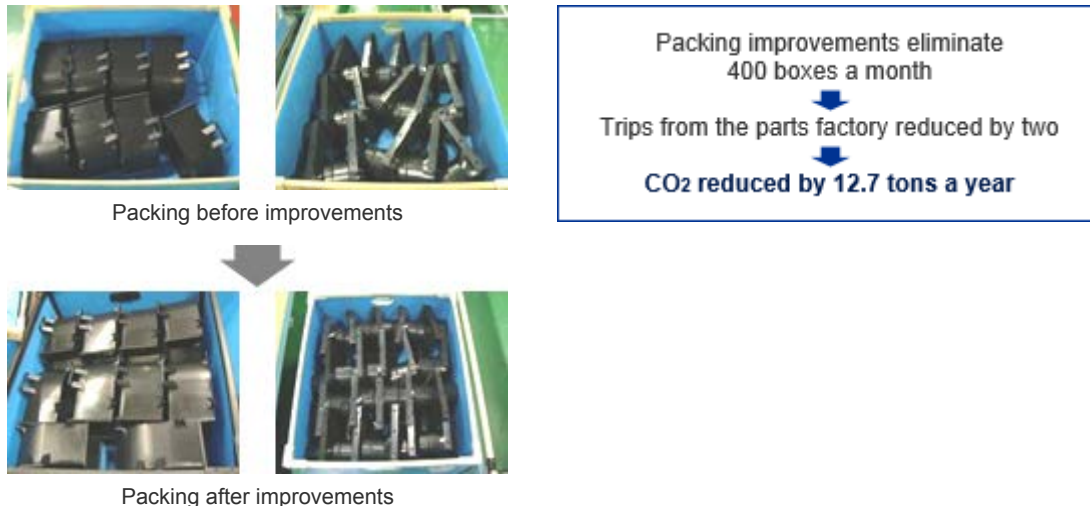 Packing before improvements
Packing after improvements
Packing improvements eliminate
400 boxes a month
Trips from the parts factory reduced by two
CO2 reduced by 12.7 tons a year